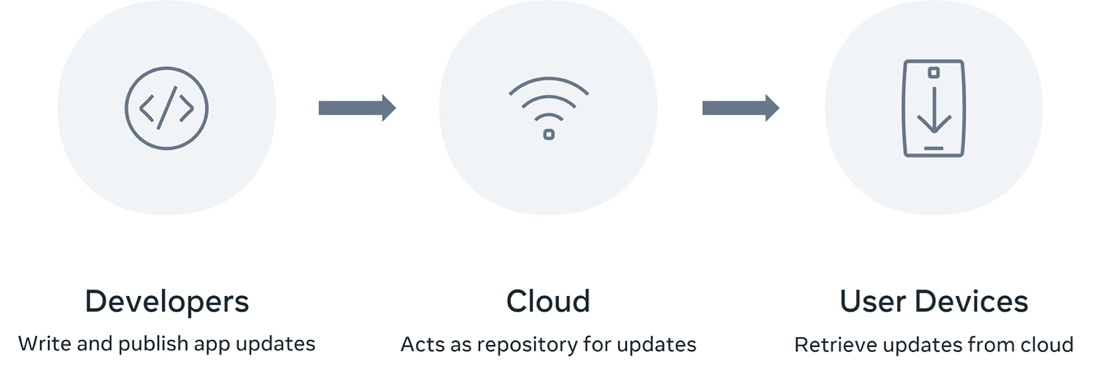 Developers
Write and publish app updates
Cloud
Acts as repository for updates
User Devices
Retrieve updates from cloud